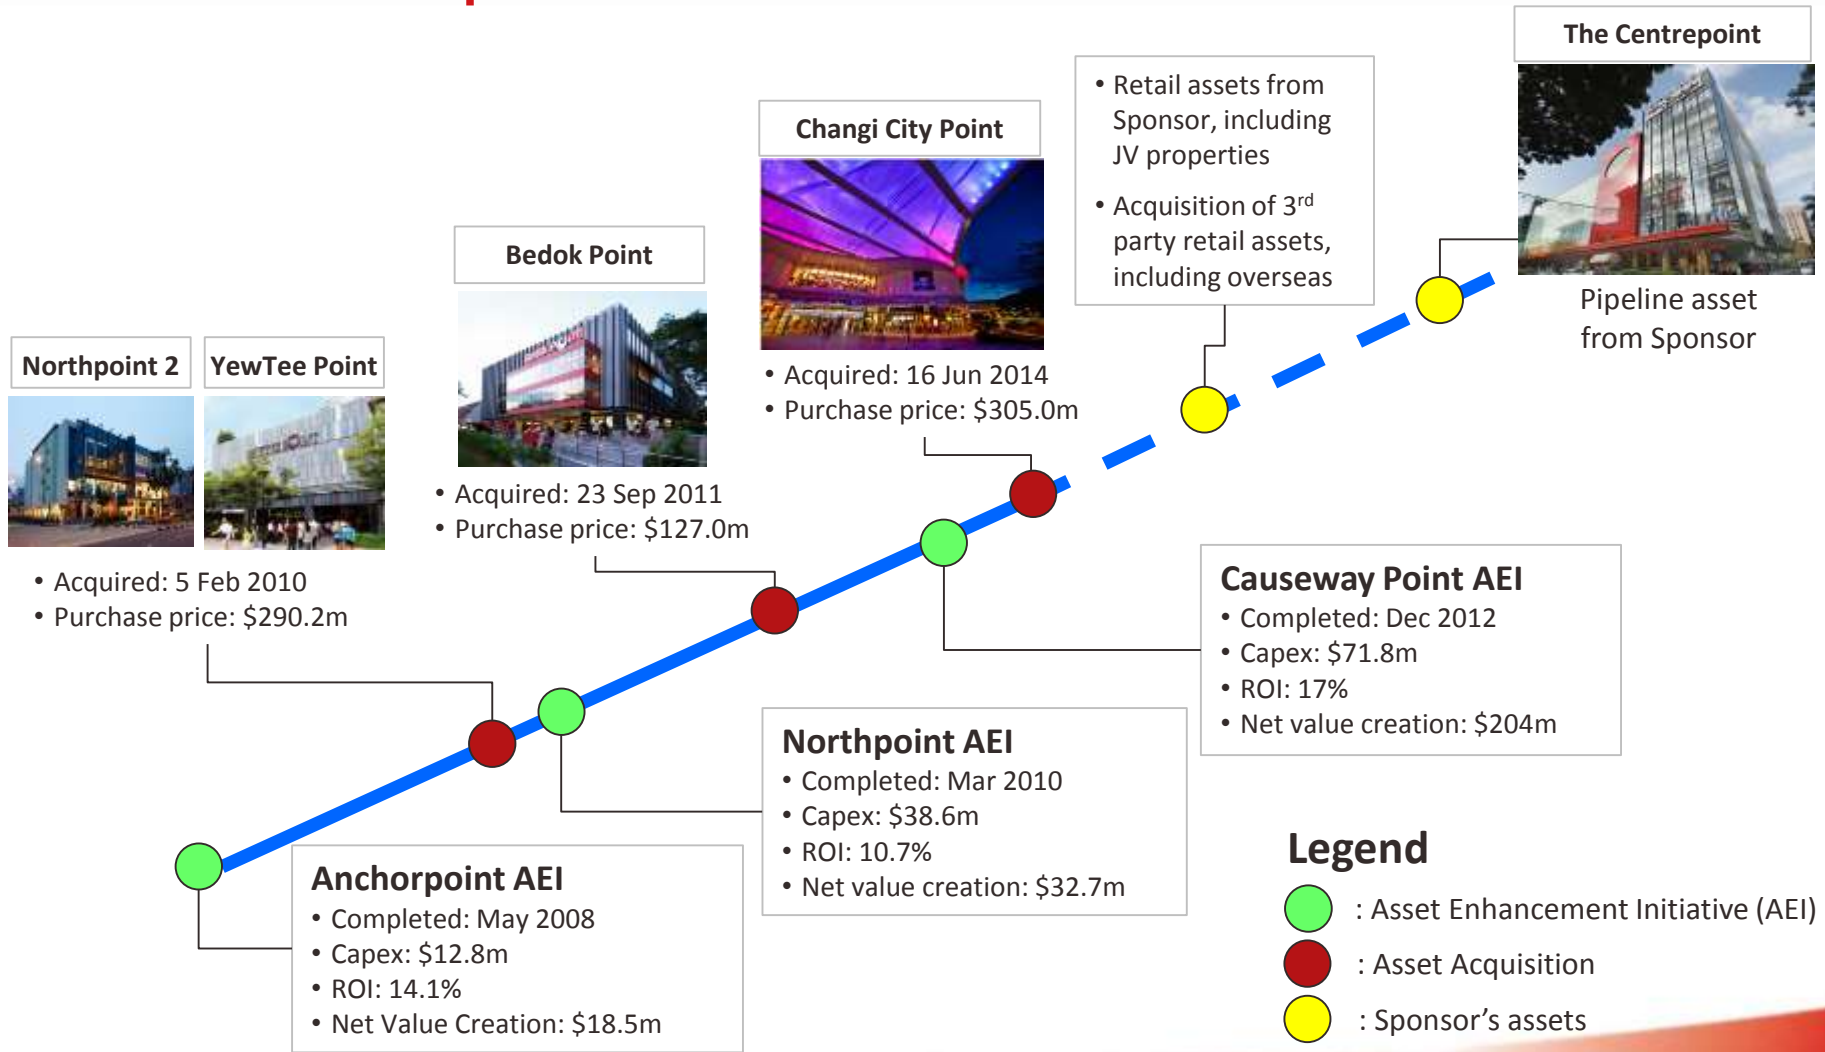 The Centrepoint
Pipeline asset
from Sponsor
• Retail assets from
Sponsor, including
JV properties
• Acquisition of 3rd
party retail assets,
including overseas
Changi City Point
• Acquired: 16 Jun 2014
• Purchase price: $305.0m
Bedok Point
• Acquired: 23 Sep 2011
• Purchase price: $127.0m
Northpoint 2
YewTee Point
• Acquired: 5 Feb 2010
• Purchase price: $290.2m
Causeway Point AEI
• Completed: Dec 2012
• Capex: $71.8m
• ROI: 17%
• Net value creation: $204m
Northpoint AEI
• Completed: Mar 2010
• Capex: $38.6m
• ROI: 10.7%
• Net value creation: $32.7m
Anchorpoint AEI
• Completed: May 2008
• Capex: $12.8m
• ROI: 14.1%
• Net Value Creation: $18.5m
Legend
: Asset Enhancement Initiative (AEI)
: Asset Acquisition
: Sponsor’s assets